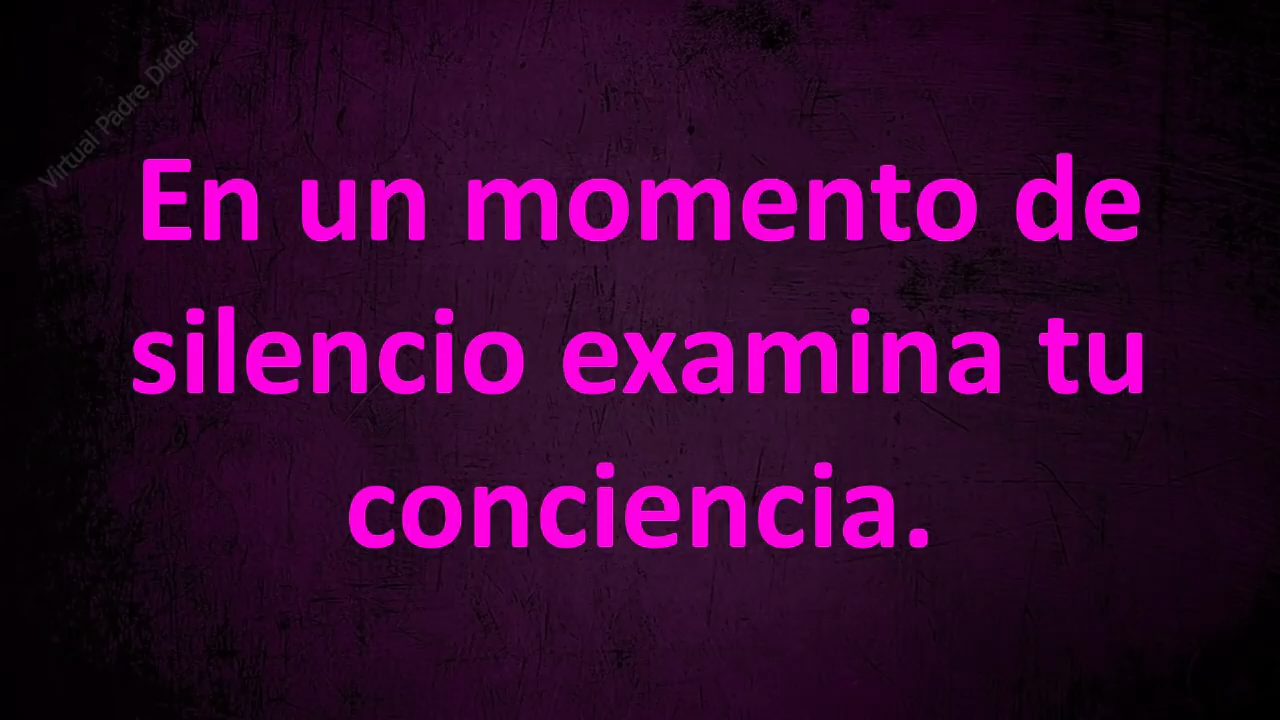 Virtual Padre Didier
En un momento de
silencio examina tu
conciencia.